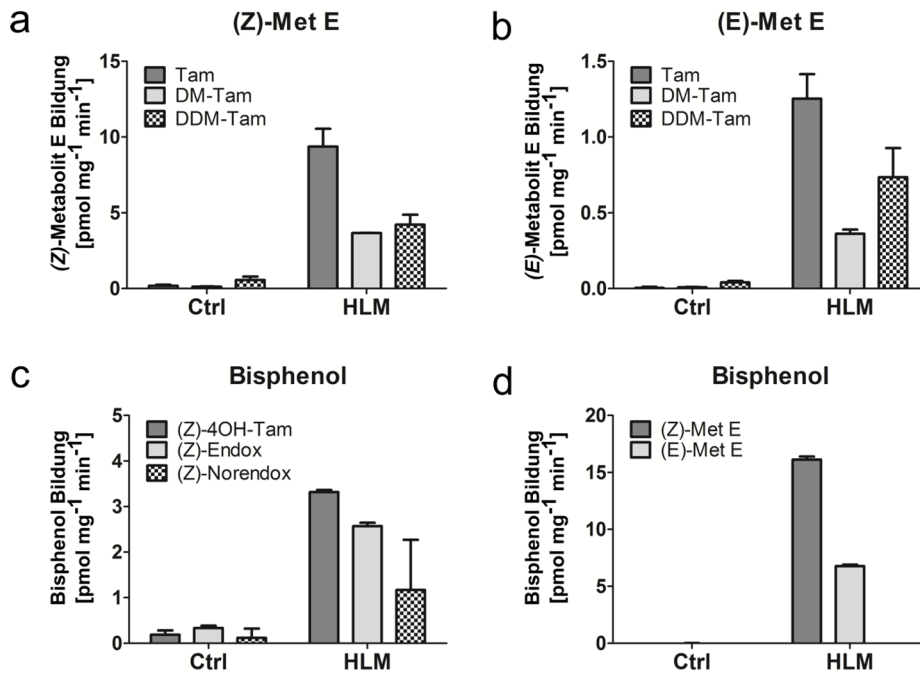 a
(Z)-Met E
(Z)-Metabolit E Bildung
[pmol mg⁻¹ min⁻¹]
15
10
5
0
Tam
DM-Tam
DDM-Tam
Ctrl
HLM
b
(E)-Met E
(E)-Metabolit E Bildung
[pmol mg⁻¹ min⁻¹]
1.5
1.0
0.5
0.0
Tam
DM-Tam
DDM-Tam
Ctrl
HLM
c
Bisphenol
Bisphenol Bildung
[pmol mg⁻¹ min⁻¹]
5
4
3
2
1
0
(Z)-4OH-Tam
(Z)-Endox
(Z)-Norendox
Ctrl
HLM
d
Bisphenol
Bisphenol Bildung
[pmol mg⁻¹ min⁻¹]
20
15
10
5
0
(Z)-Met E
(E)-Met E
Ctrl
HLM